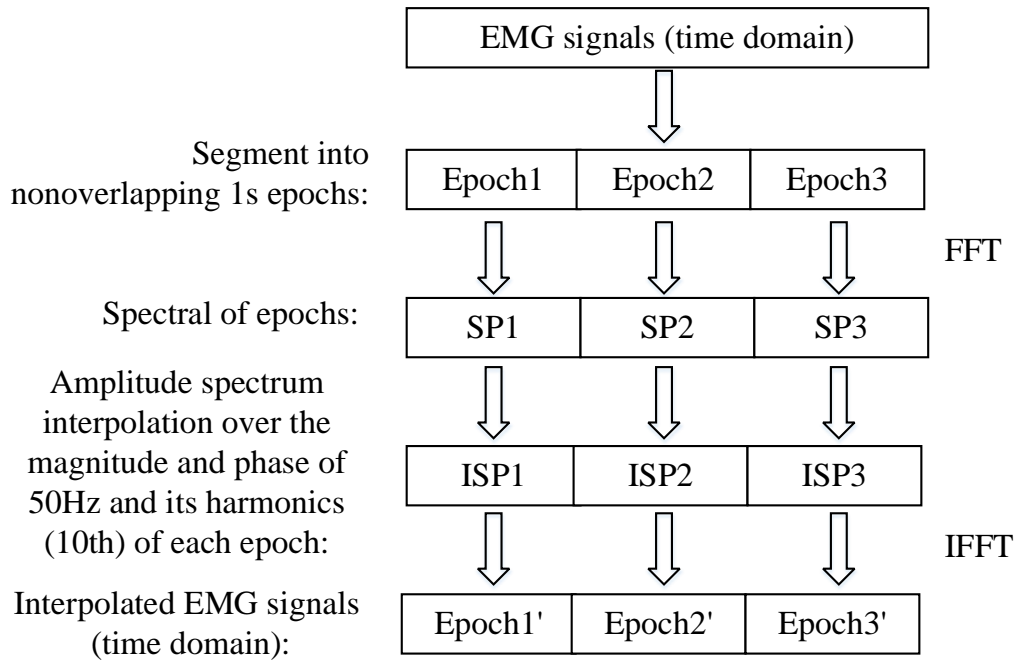 EMG signals (time domain)
Segment into
nonoverlapping 1s epochs:
Epoch1 Epoch2 Epoch3
FFT
Spectral of epochs:
SP1 SP2 SP3
Amplitude spectrum
interpolation over the
magnitude and phase of
50Hz and its harmonics
(10th) of each epoch:
ISP1 ISP2 ISP3
IFFT
Interpolated EMG signals
(time domain):
Epoch1' Epoch2' Epoch3'